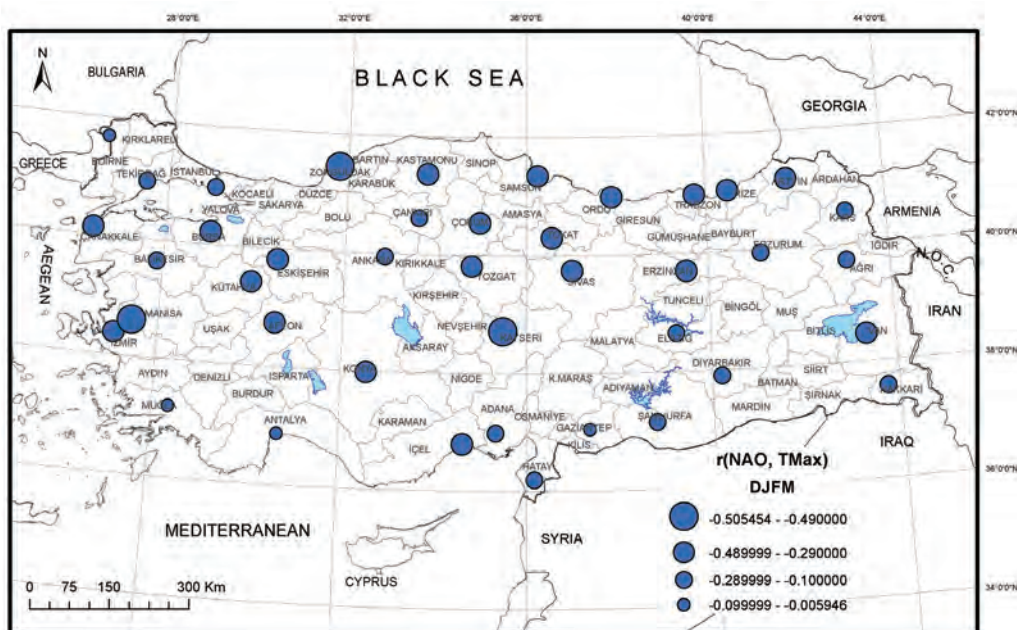 28°0'0"E 32°0'0"E 36°0'0"E 40°0'0"E 44°0'0"E
N
BULGARIA
BLACK SEA
GEORGIA
42°0'0"N
KIRKLARELİ
GREECE
EDİRNE
TEKİRDAĞ
İSTANBUL
KOCAELİ
YALOVA
SAKARYA
DÜZCE
BARTIN
ZONGULDAK
KARABÜK
KASTAMONU
SİNOP
SAMSUN
ORDU
GİRESUN
TRABZON
RİZE
ARTVİN
ARDAHAN
KARS
ARMENIA
40°0'0"N
ÇANAKKALE
BURSA
BİLECİK
BOLU
ÇANKIRI
ÇORUM
AMASYA
TOKAT
GÜMÜŞHANE
BAYBURT
ERZURUM
IĞDIR
N.O.C.
AEGEAN
BALIKESİR
KÜTAHYA
ESKİŞEHİR
ANKARA
KIRIKKALE
YOZGAT
SİVAS
ERZİNCAN
AĞRI
IRAN
MANİSA
İZMİR
UŞAK
AFYON
KIRŞEHİR
NEVŞEHİR
AKSARAY
KAYSERİ
MALATYA
TUNCELİ
ELAZIĞ
BİNGÖL
MUŞ
BİTLİS
VAN
38°0'0"N
AYDIN
DENİZLİ
ISPARTA
BURDUR
KONYA
NİĞDE
K.MARAŞ
ADIYAMAN
DİYARBAKIR
BATMAN
SİİRT
ŞIRNAK
HAKKARİ
MUĞLA
ANTALYA
KARAMAN
İÇEL
ADANA
OSMANİYE
GAZİANTEP
KİLİS
ŞANLIURFA
MARDİN
IRAQ
HATAY
36°0'0"N
MEDITERRANEAN
SYRIA
CYPRUS
r(NAO, TMax)
DJFM
-0.505454 - -0.490000
-0.489999 - -0.290000
-0.289999 - -0.100000
-0.099999 - -0.005946
34°0'0"N
0 75 150 300 Km